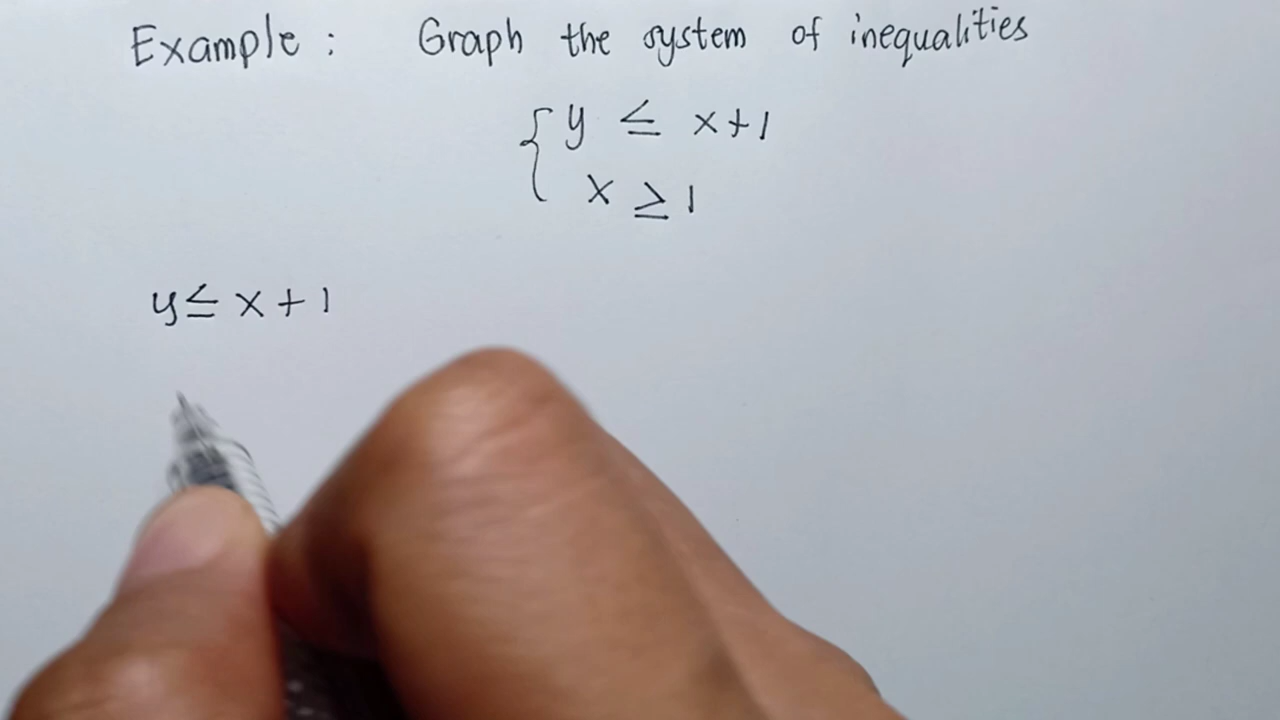 Example : Graph the system of inequalities
{ y ≤ x+1
x ≥ 1
y ≤ x + 1